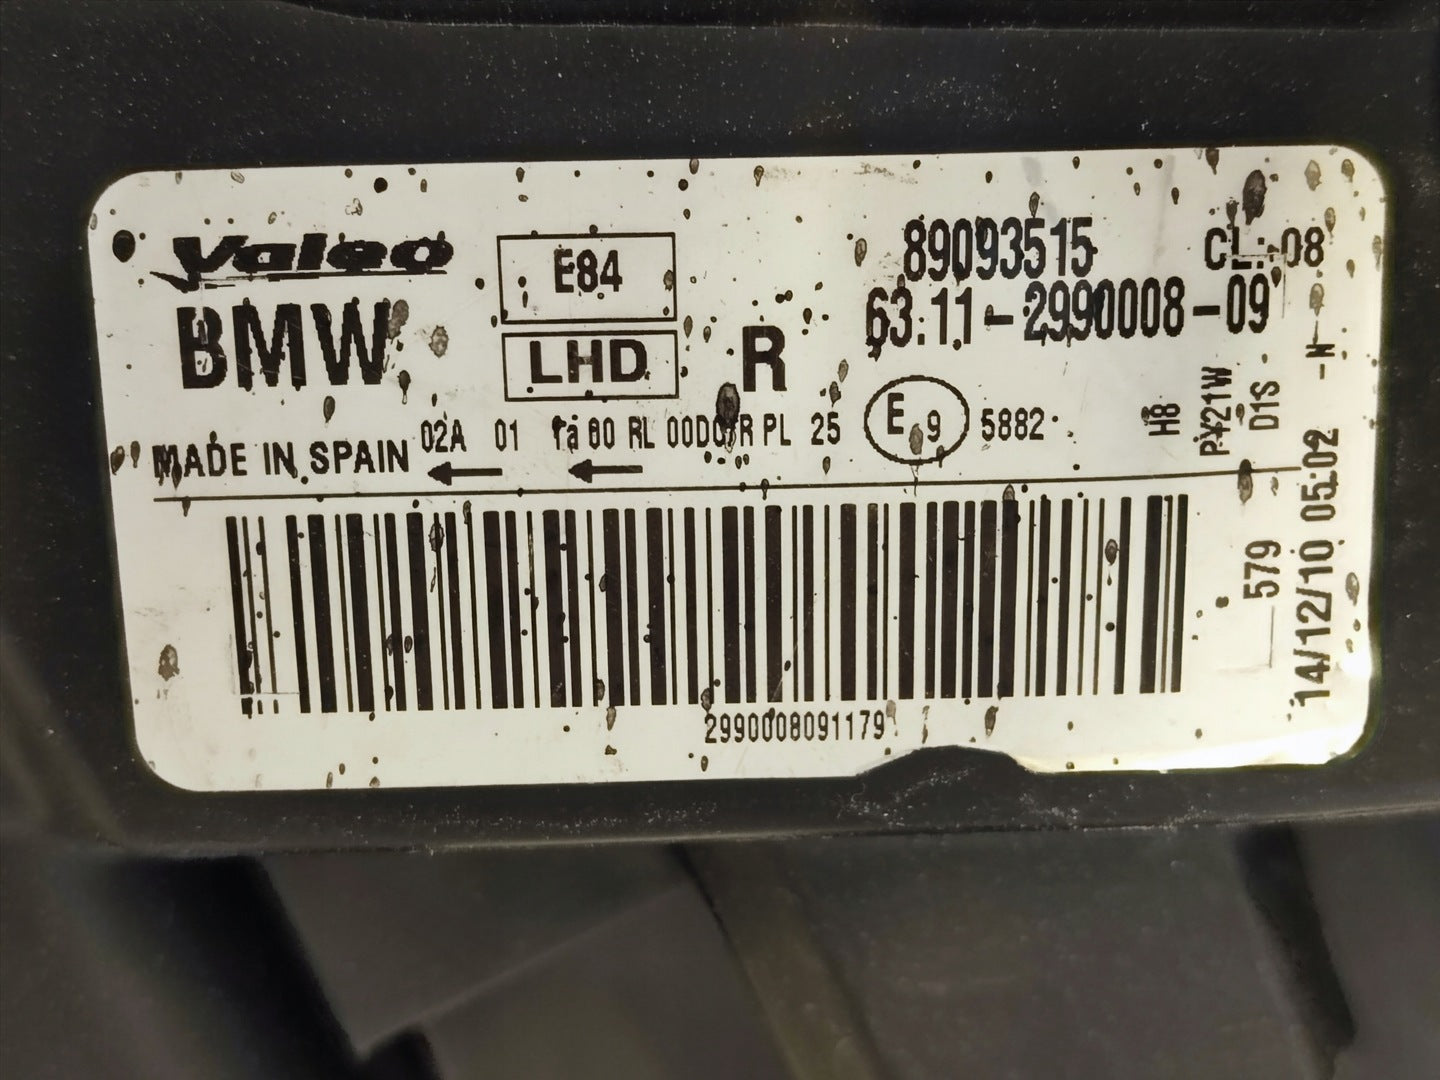 Valeo
BMW
E84
LHD
R
89093515
CL: 08
63.11-2990008-09
MADE IN SPAIN
02A 01 RL PL 25
E 9 5882
H8
PY21W
D1S
-N-
579
14/12/10 05:02
2990008091179